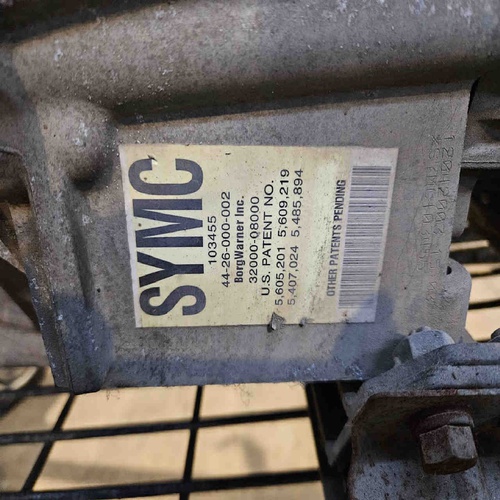 SYMC
103455
44-26-000-002
BorgWarner Inc.
32000-08000
U.S. PATENT NO.
5,605,201 5,609,219
5,407,024 5,485,894
OTHER PATENTS PENDING